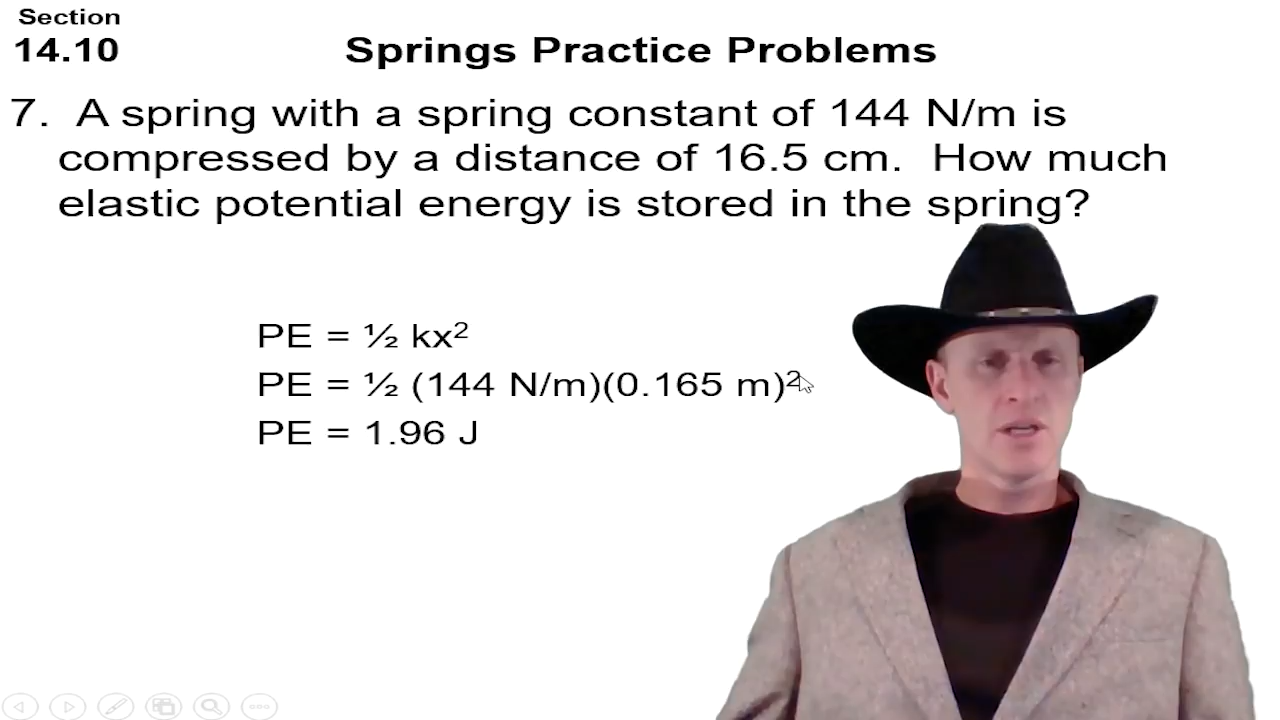 Section
14.10
Springs Practice Problems
7. A spring with a spring constant of 144 N/m is
compressed by a distance of 16.5 cm. How much
elastic potential energy is stored in the spring?
PE = ½ kx²
PE = ½ (144 N/m)(0.165 m)²
PE = 1.96 J